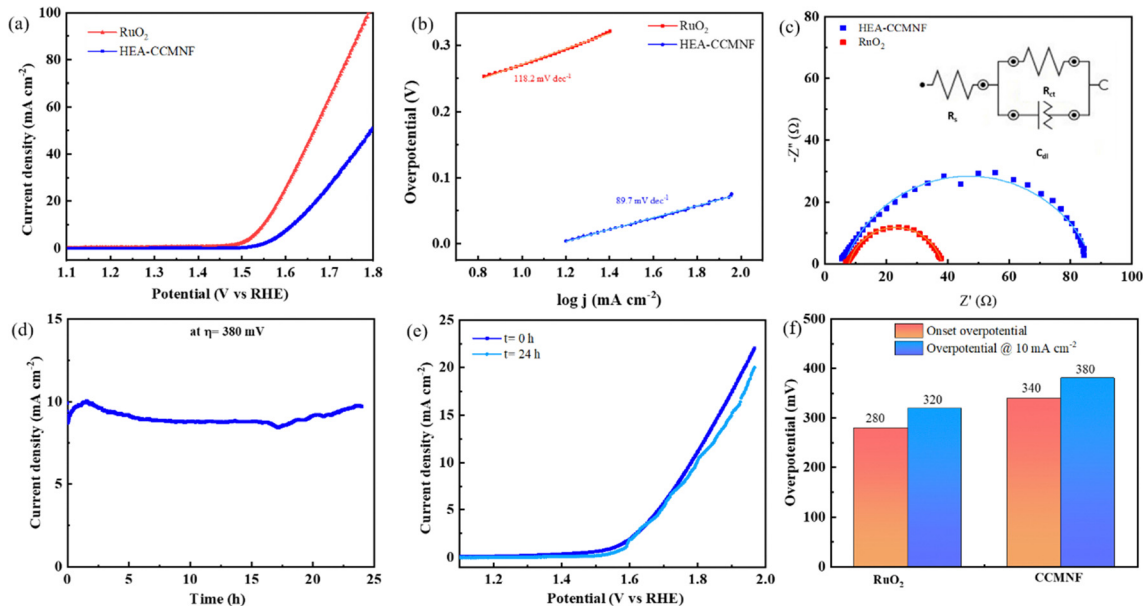 (a)
RuO₂
HEA-CCMNF
Current density (mA cm⁻²)
100
80
60
40
20
0
1.1 1.2 1.3 1.4 1.5 1.6 1.7 1.8
Potential (V vs RHE)
(b)
RuO₂
HEA-CCMNF
118.2 mV dec⁻¹
89.7 mV dec⁻¹
Overpotential (V)
0.3
0.2
0.1
0.0
0.8 1.0 1.2 1.4 1.6 1.8 2.0
log j (mA cm⁻²)
(c)
HEA-CCMNF
RuO₂
Rs
Rct
Cdl
-Z" (Ω)
80
60
40
20
0
0 20 40 60 80 100
Z' (Ω)
(d)
at η= 380 mV
Current density (mA cm⁻²)
15
10
5
0
0 5 10 15 20 25
Time (h)
(e)
t= 0 h
t= 24 h
Current density (mA cm⁻²)
25
20
15
10
5
0
1.2 1.4 1.6 1.8 2.0
Potential (V vs RHE)
(f)
Onset overpotential
Overpotential @ 10 mA cm⁻²
Overpotential (mV)
500
400
300
200
100
0
280
320
340
380
RuO₂
CCMNF